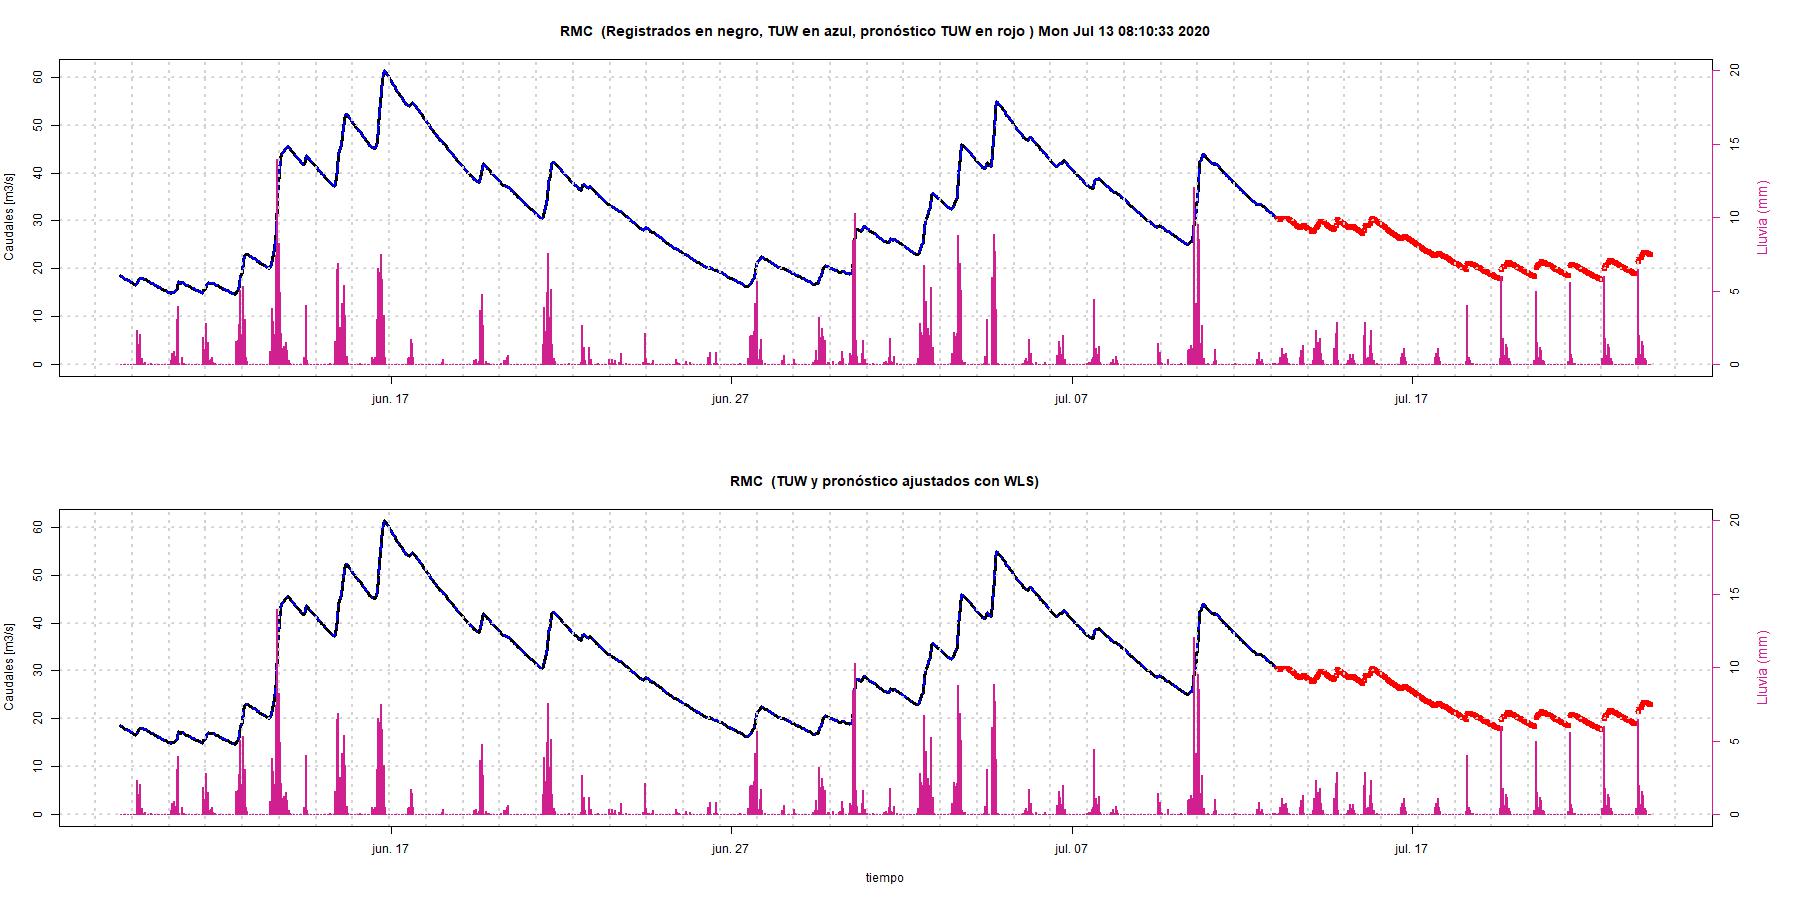 RMC  (Registrados en negro, TUW en azul, pronóstico TUW en rojo ) Mon Jul 13 08:10:33 2020
Caudales [m3/s]
60
50
40
30
20
10
0
20
15
10
5
0
Lluvia (mm)
jun. 17
jun. 27
jul. 07
jul. 17
RMC  (TUW y pronóstico ajustados con WLS)
Caudales [m3/s]
60
50
40
30
20
10
0
20
15
10
5
0
Lluvia (mm)
jun. 17
jun. 27
jul. 07
jul. 17
tiempo